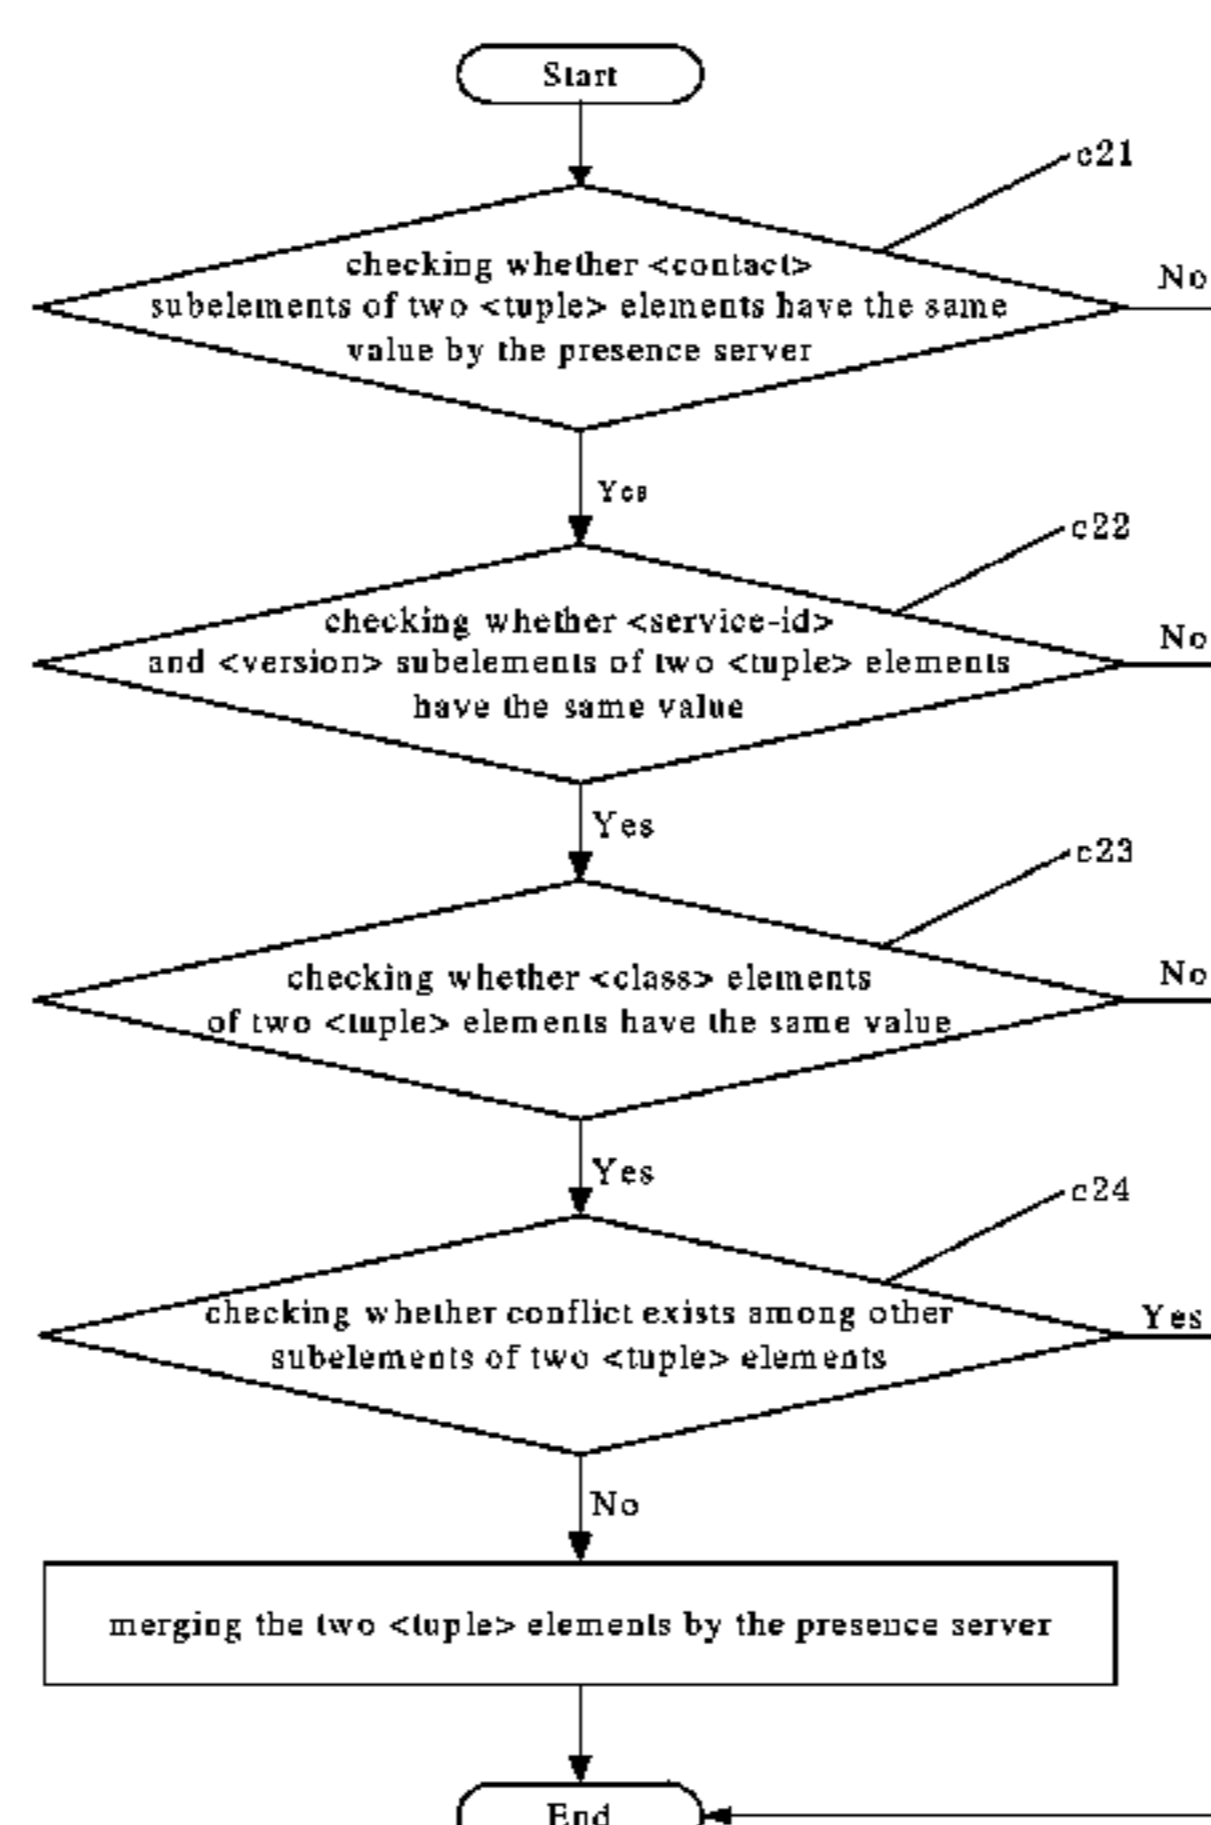 Start
c21
checking whether <contact>
No
subelements of two <tuple> elements have the same
value by the presence server
Yes
c22
checking whether <service-id>
No
and <version> subelements of two <tuple> elements
have the same value
Yes
c23
checking whether <class> elements
No
of two <tuple> elements have the same value
Yes
c24
checking whether conflict exists among other
Yes
subelements of two <tuple> elements
No
merging the two <tuple> elements by the presence server
End